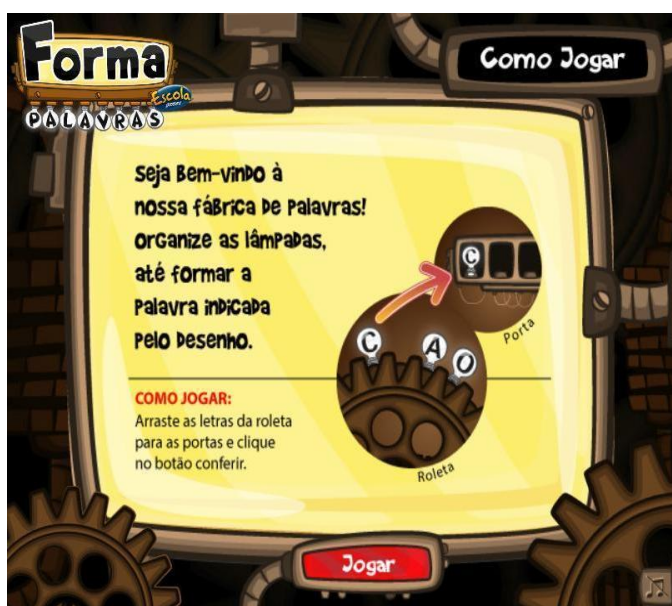 Forma
Escola
PALAVRAS
Como Jogar
Seja Bem-vindo à
nossa fábrica de Palavras!
organize as lâmpadas,
até formar a
Palavra indicada
Pelo Desenho.
C
Porta
C A O
Roleta
COMO JOGAR:
Arraste as letras da roleta
para as portas e clique
no botão conferir.
Jogar